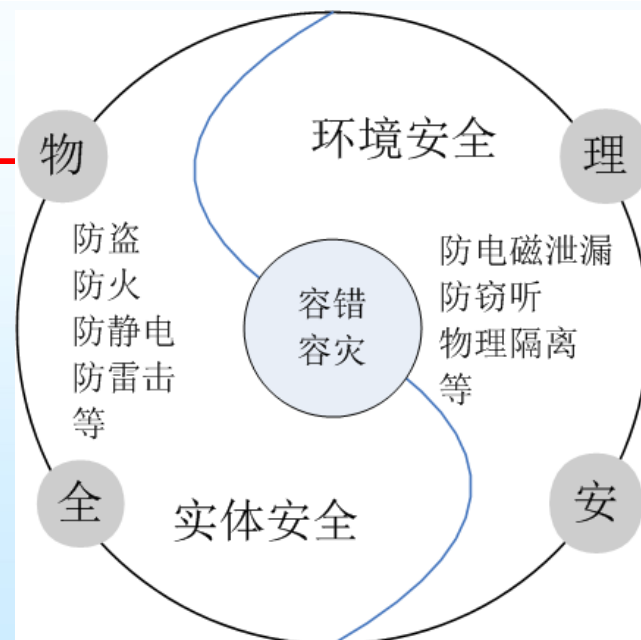 物
理
环境安全
防盗
防火
防静电
防雷击
等
容错
容灾
防电磁泄漏
防窃听
物理隔离
等
全
安
实体安全